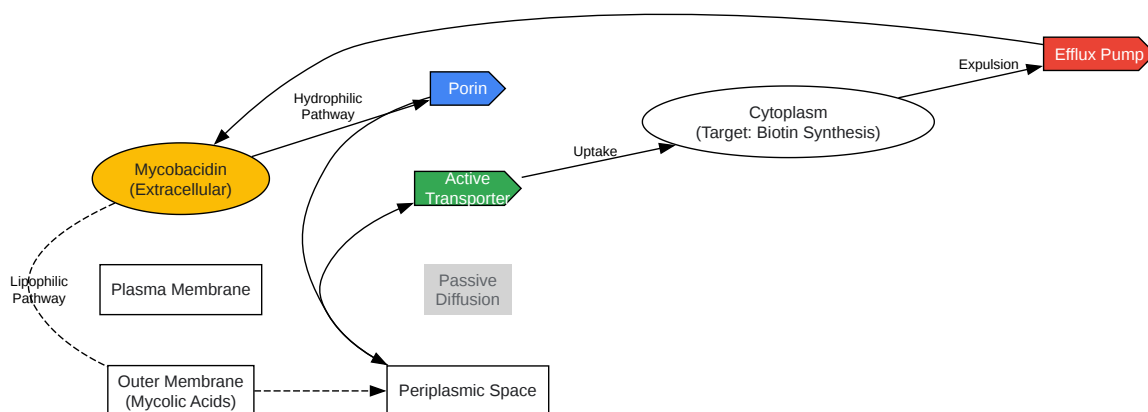 Efflux Pump
Expulsion
Porin
Hydrophilic
Pathway
Cytoplasm
(Target: Biotin Synthesis)
Uptake
Mycobacidin
(Extracellular)
Active
Transporter
Lipophilic
Pathway
Plasma Membrane
Passive
Diffusion
Outer Membrane
(Mycolic Acids)
Periplasmic Space